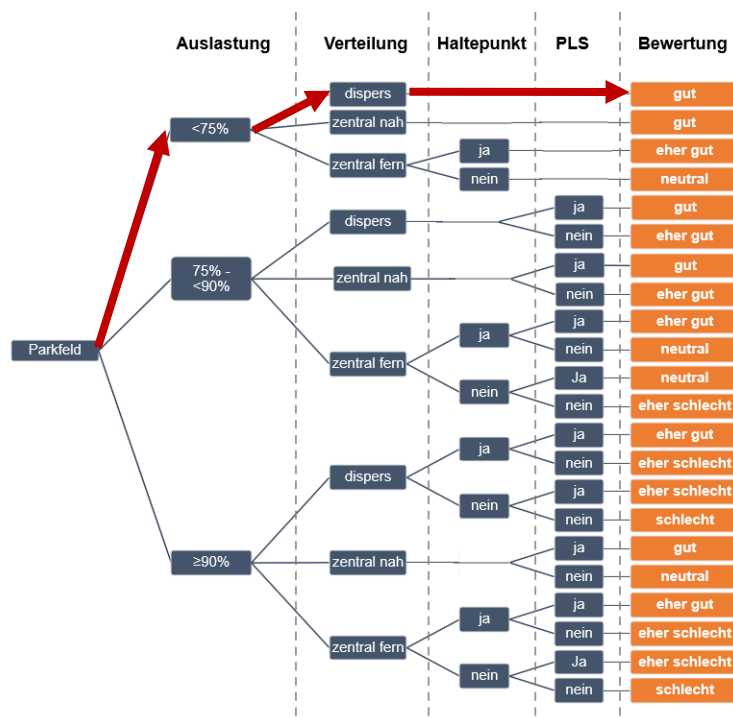 Auslastung Verteilung Haltepunkt PLS Bewertung
dispers gut
<75% zentral nah gut
zentral fern ja eher gut
nein neutral
dispers ja gut
nein eher gut
75% -
<90% zentral nah ja gut
nein eher gut
zentral fern ja ja eher gut
nein neutral
nein Ja neutral
nein eher schlecht
Parkfeld
dispers ja ja eher gut
nein eher schlecht
nein ja eher schlecht
nein schlecht
≥90% zentral nah ja gut
nein neutral
zentral fern ja ja eher gut
nein eher schlecht
nein Ja eher schlecht
nein schlecht